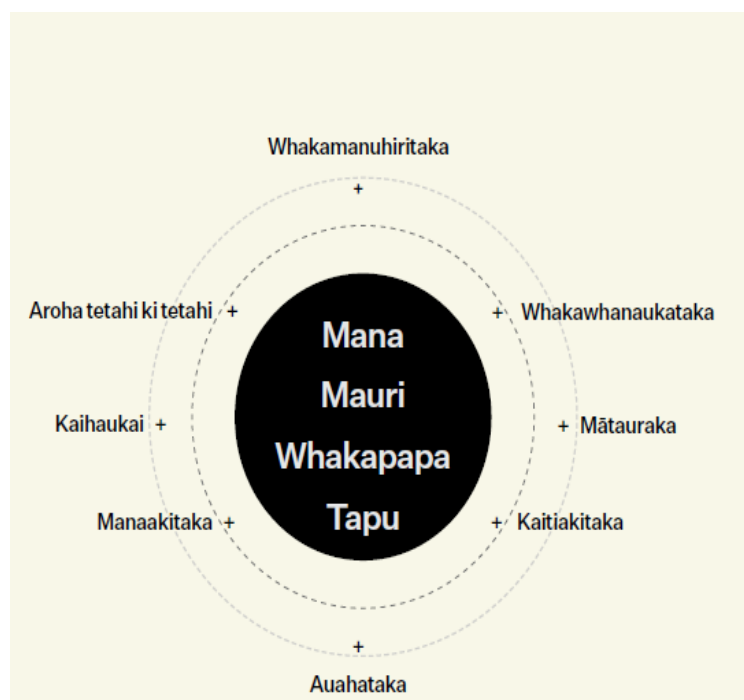 Whakamanuhiritaka
+
Aroha tetahi ki tetahi +
+ Whakawhanaukataka
Mana
Mauri
Whakapapa
Tapu
Kaihaukai +
+ Mātauraka
Manaakitaka +
+ Kaitiakitaka
+
Auahataka